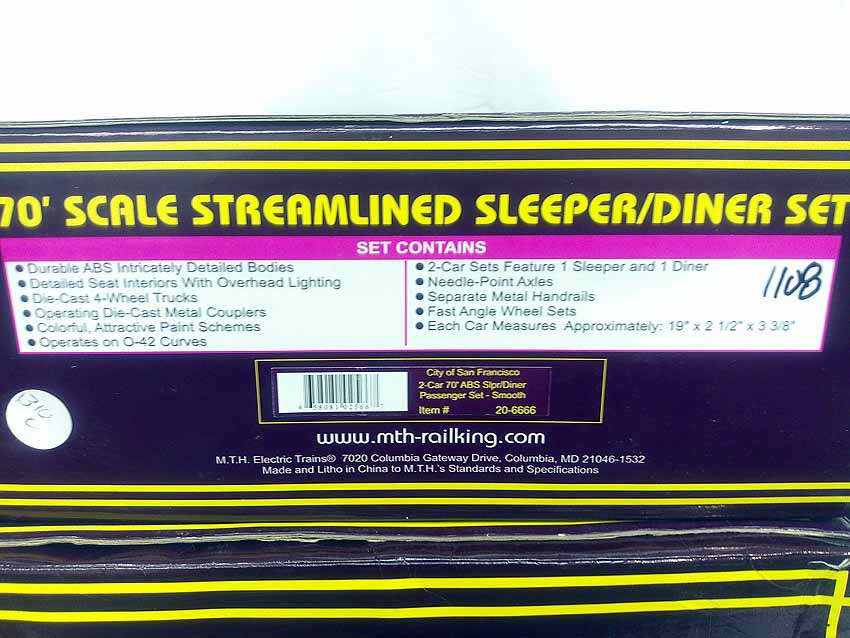 70' SCALE STREAMLINED SLEEPER/DINER SET
SET CONTAINS
• Durable ABS Intricately Detailed Bodies
• Detailed Seat Interiors With Overhead Lighting
• Die-Cast 4-Wheel Trucks
• Operating Die-Cast Metal Couplers
• Colorful, Attractive Paint Schemes
• Operates on O-42 Curves
• 2-Car Sets Feature 1 Sleeper and 1 Diner
• Needle-Point Axles
• Separate Metal Handrails
• Fast Angle Wheel Sets
• Each Car Measures Approximately: 19" x 2 1/2" x 3 3/8"
1108
City of San Francisco
2-Car 70' ABS Slpr/Diner
Passenger Set - Smooth
Item # 20-6666
www.mth-railking.com
M.T.H. Electric Trains® 7020 Columbia Gateway Drive, Columbia, MD 21046-1532
Made and Litho in China to M.T.H.'s Standards and Specifications